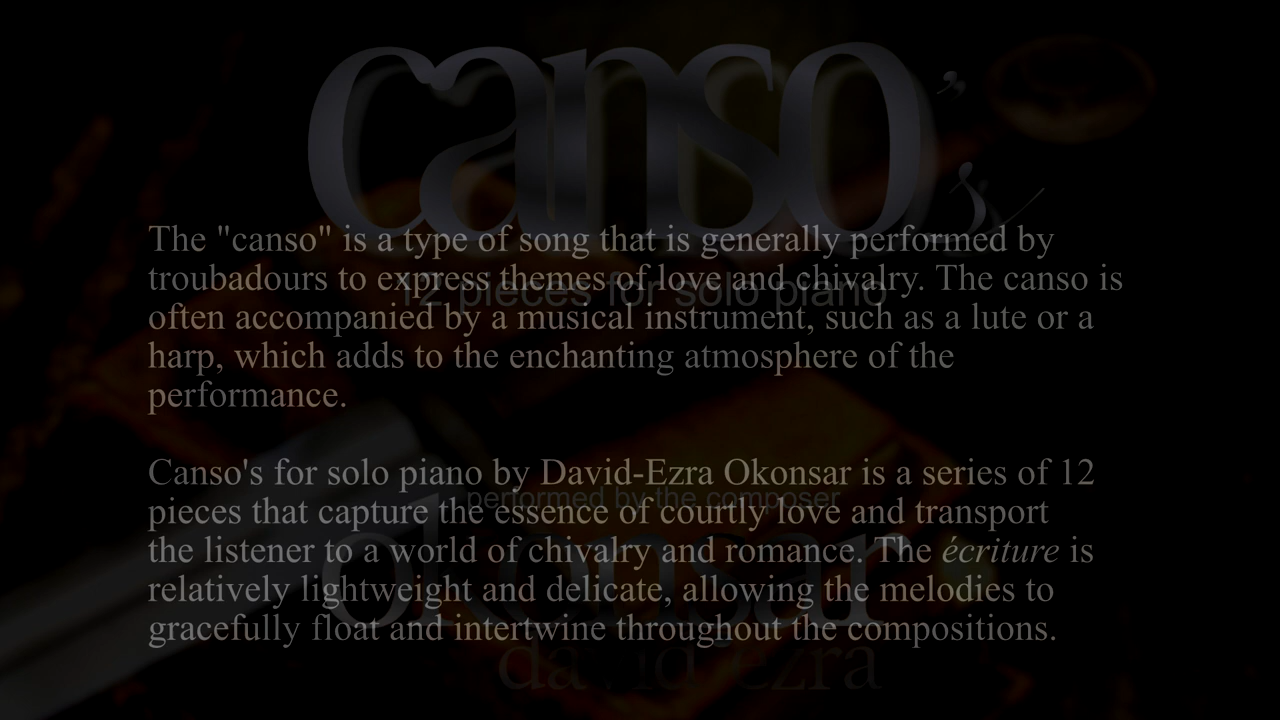 canso's
The "canso" is a type of song that is generally performed by
troubadours to express themes of love and chivalry. The canso is
12 pieces for solo piano
often accompanied by a musical instrument, such as a lute or a
harp, which adds to the enchanting atmosphere of the
performance.
Canso's for solo piano by David-Ezra Okonsar is a series of 12
performed by the composer
pieces that capture the essence of courtly love and transport
the listener to a world of chivalry and romance. The écriture is
okonsar
relatively lightweight and delicate, allowing the melodies to
gracefully float and intertwine throughout the compositions.
david ezra